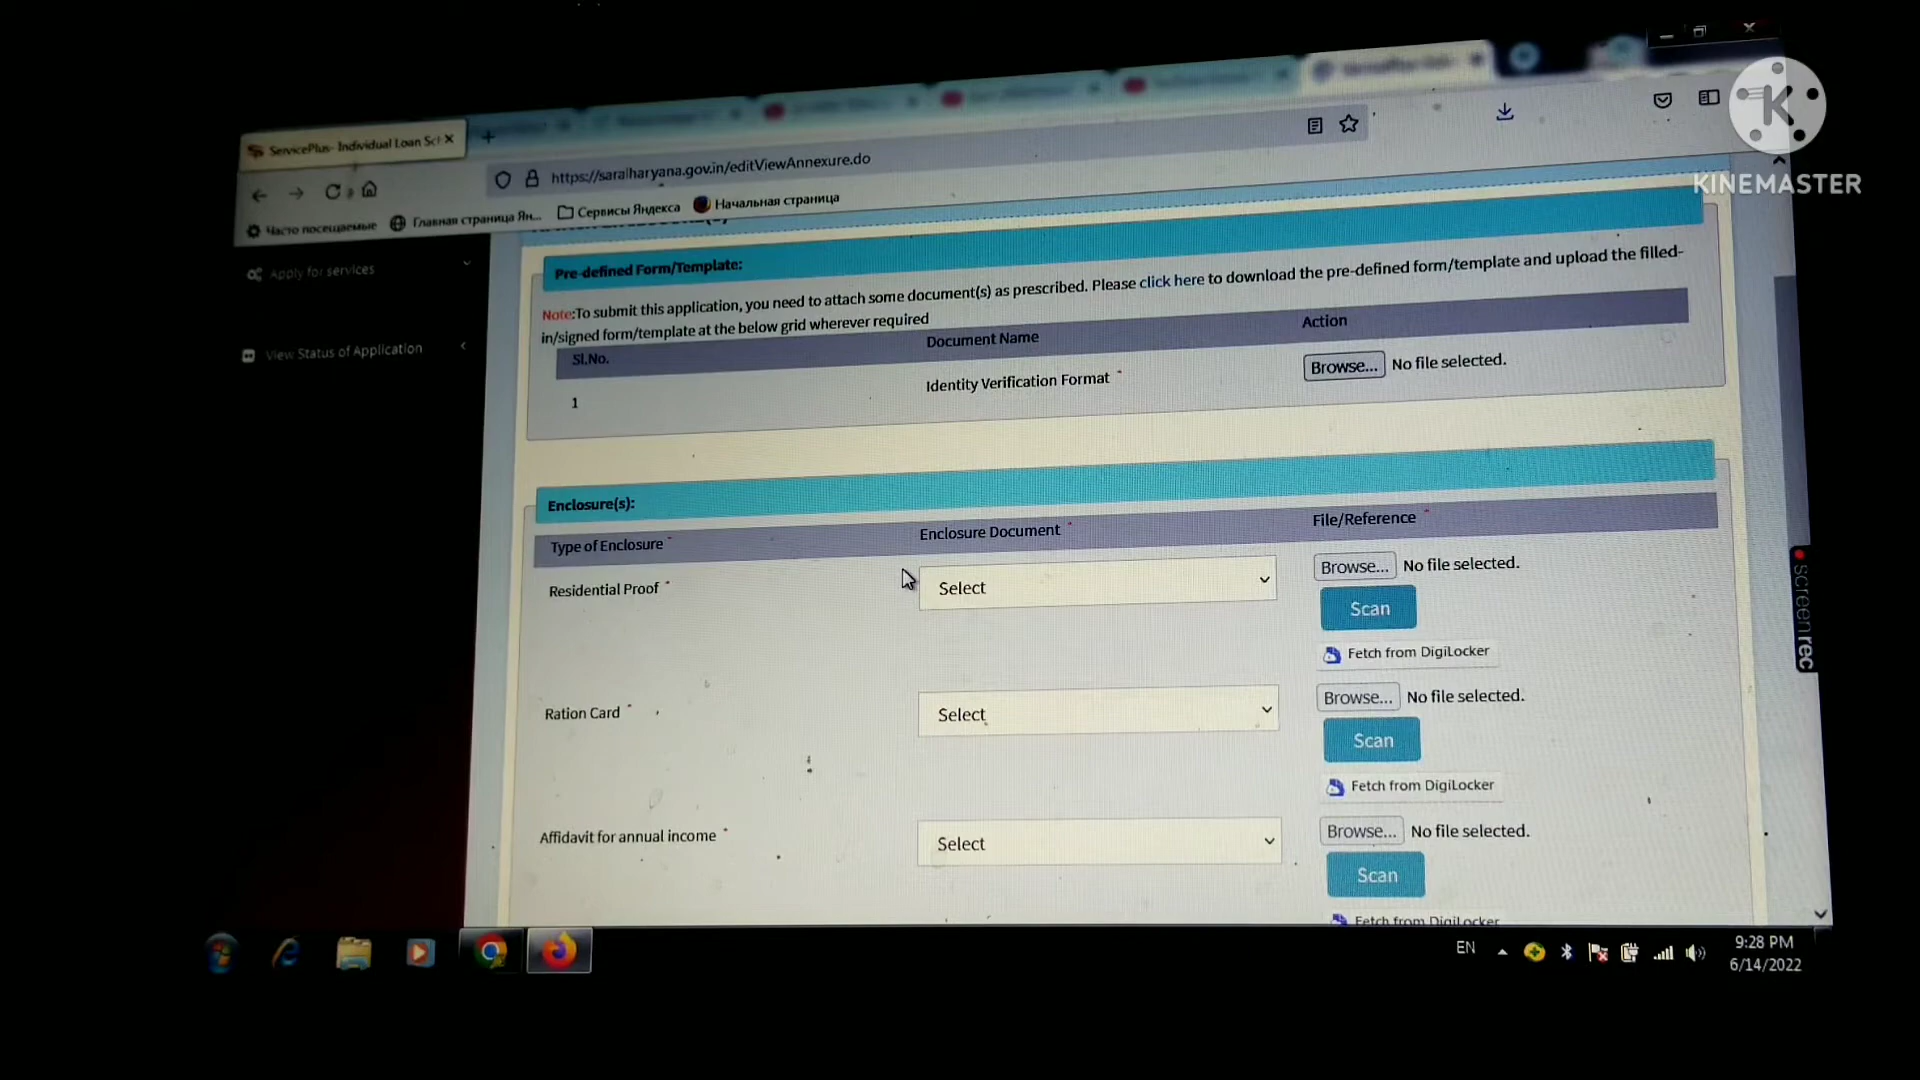 KINEMASTER
ServicePlus- Individual Loan Sc
https://saralharyana.gov.in/editViewAnnexure.do
Часто посещаемые
Главная страница Ян...
Сервисы Яндекса
Начальная страница
Apply for services
View Status of Application
Pre-defined Form/Template:
Note:To submit this application, you need to attach some document(s) as prescribed. Please click here to download the pre-defined form/template and upload the filled-
in/signed form/template at the below grid wherever required
Sl.No. Document Name Action
1 Identity Verification Format * Browse... No file selected.
Enclosure(s):
Type of Enclosure * Enclosure Document * File/Reference *
Residential Proof * Select Browse... No file selected.
Scan
Fetch from DigiLocker
Ration Card * Select Browse... No file selected.
Scan
Fetch from DigiLocker
Affidavit for annual income * Select Browse... No file selected.
Scan
Fetch from DigiLocker
screenrec
EN
9:28 PM
6/14/2022